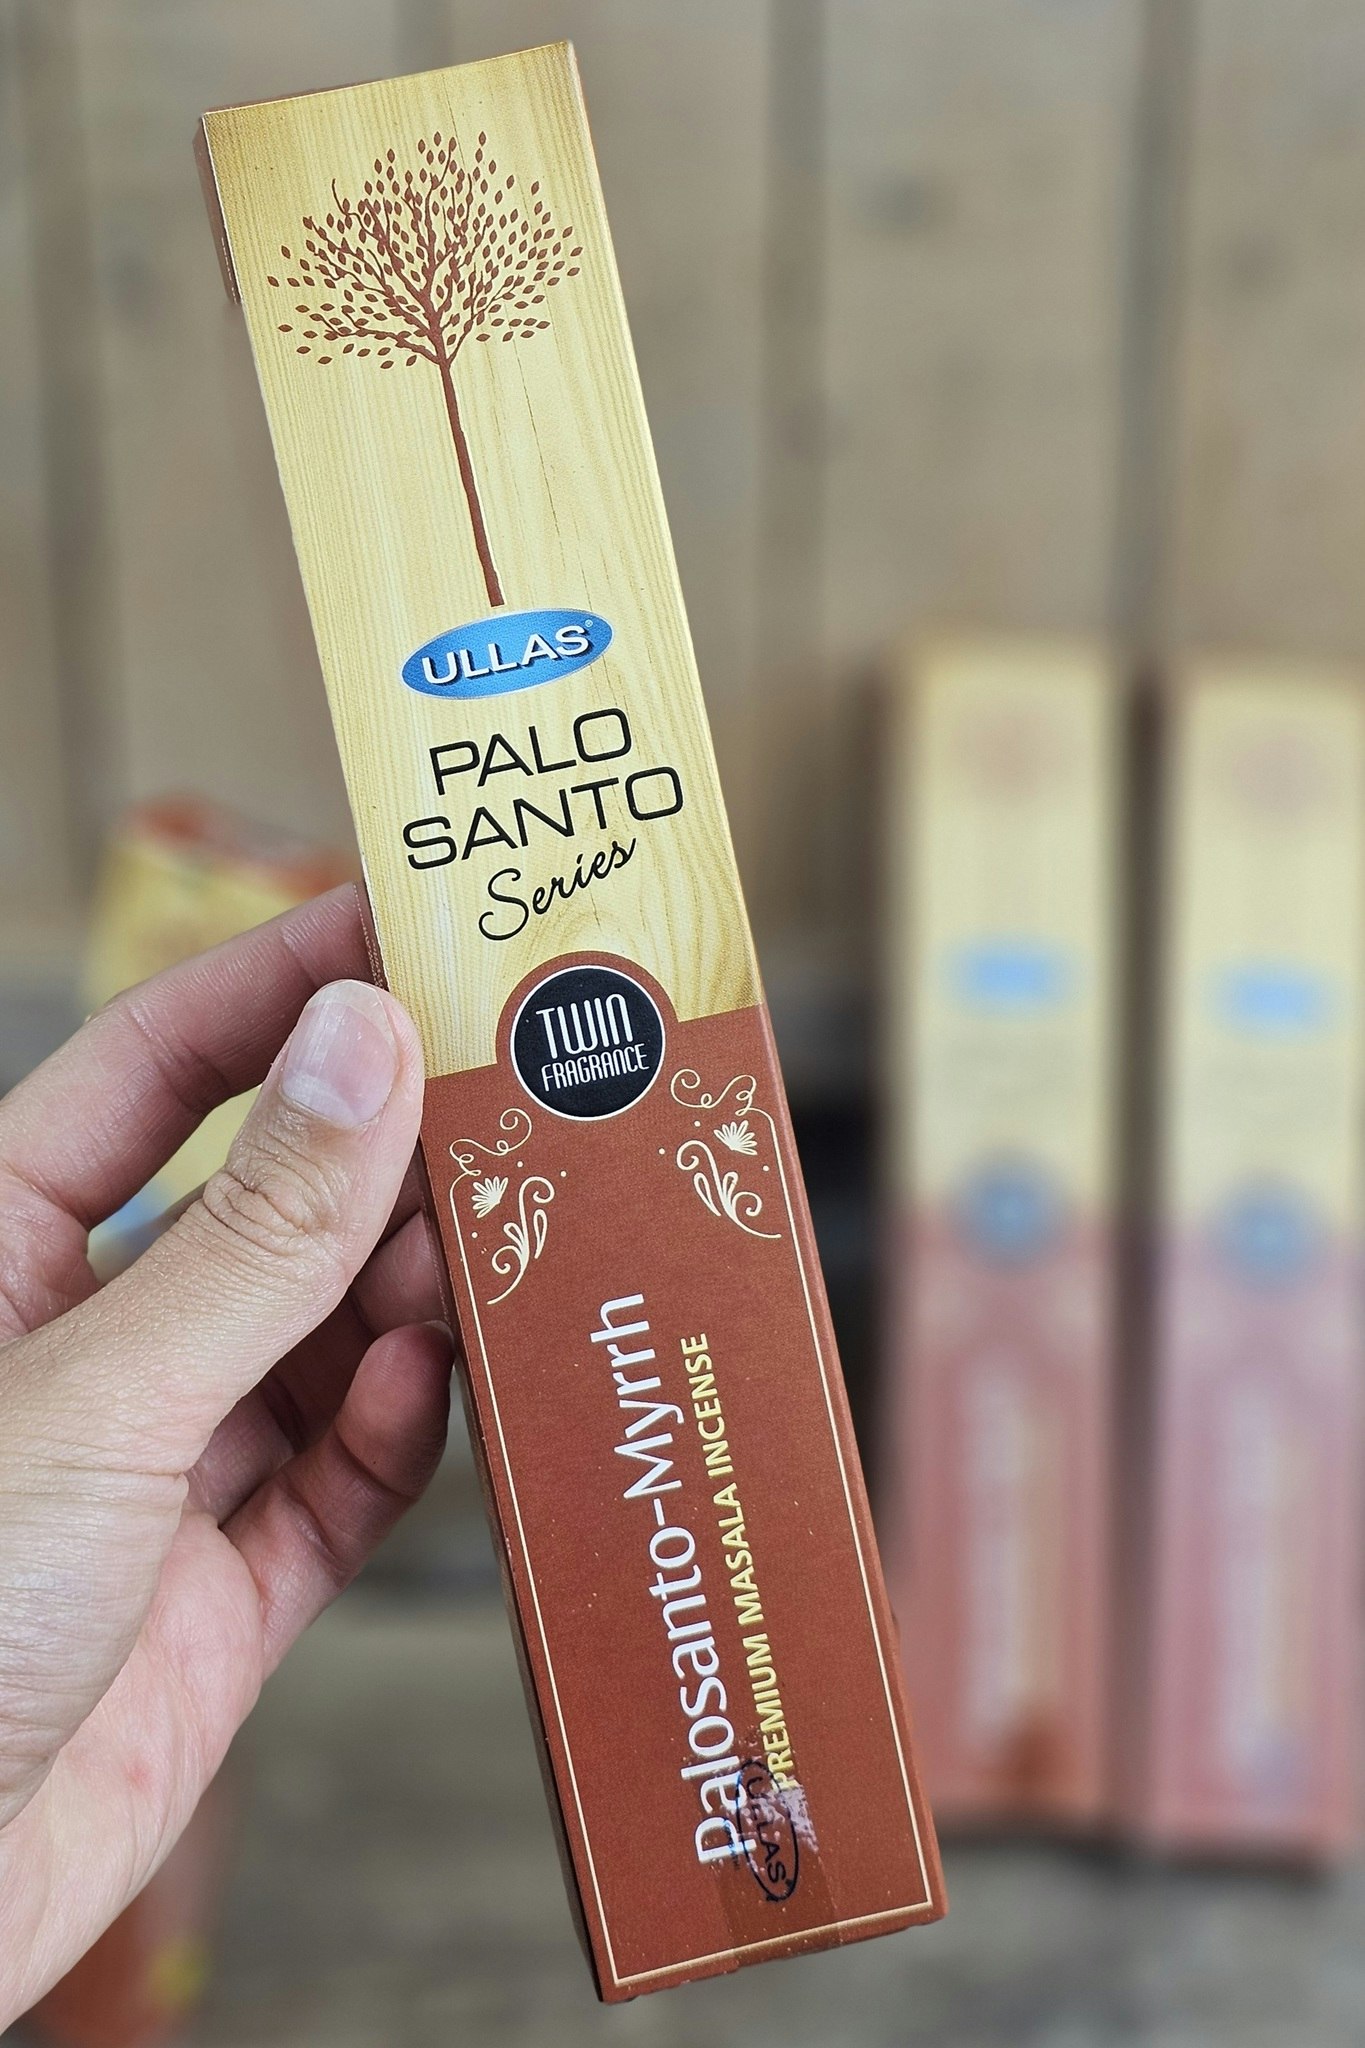 ULLAS®
PALO
SANTO
Series
TWIN
FRAGRANCE
Palosanto-Myrrh
PREMIUM MASALA INCENSE
ULLAS